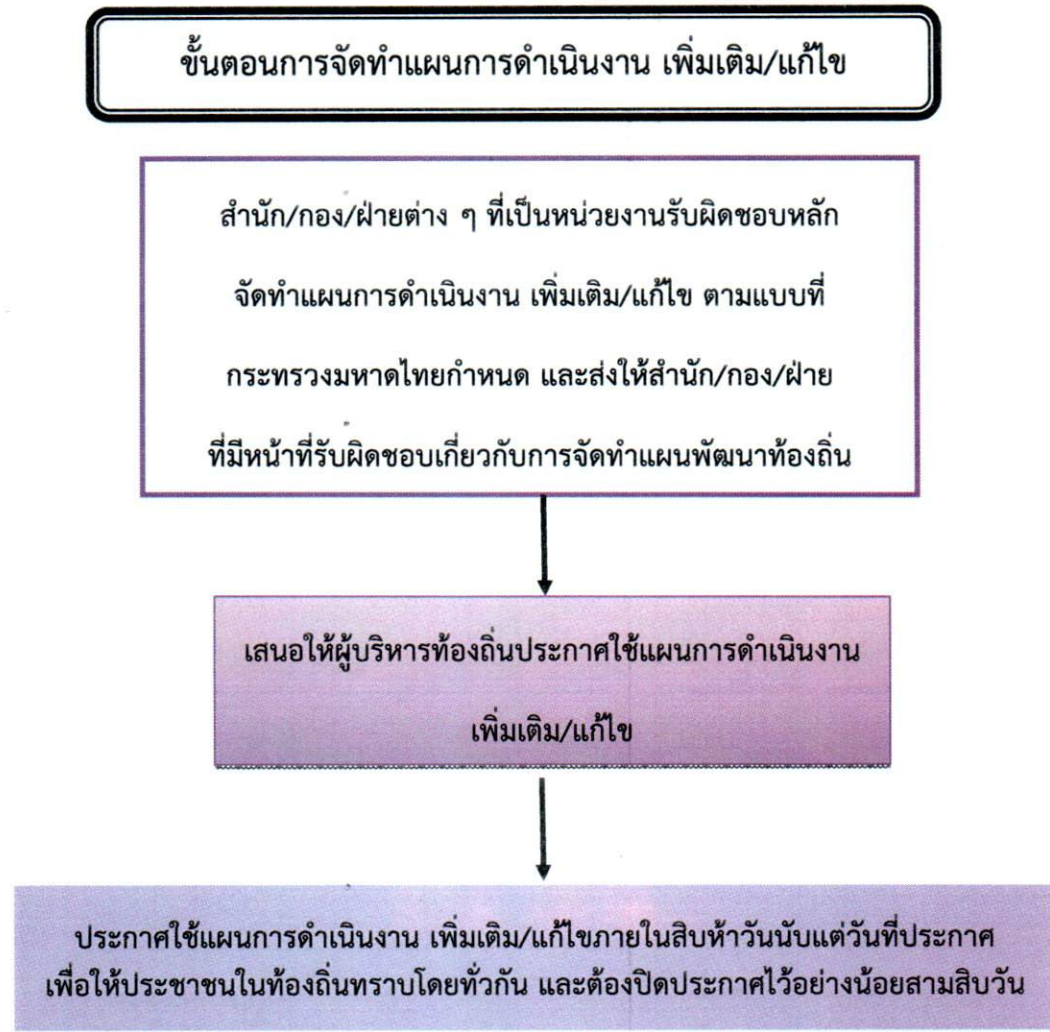 ขั้นตอนการจัดทำแผนการดำเนินงาน เพิ่มเติม/แก้ไข
สำนัก/กอง/ฝ่ายต่าง ๆ ที่เป็นหน่วยงานรับผิดชอบหลัก
จัดทำแผนการดำเนินงาน เพิ่มเติม/แก้ไข ตามแบบที่
กระทรวงมหาดไทยกำหนด และส่งให้สำนัก/กอง/ฝ่าย
ที่มีหน้าที่รับผิดชอบเกี่ยวกับการจัดทำแผนพัฒนาท้องถิ่น
เสนอให้ผู้บริหารท้องถิ่นประกาศใช้แผนการดำเนินงาน
เพิ่มเติม/แก้ไข
ประกาศใช้แผนการดำเนินงาน เพิ่มเติม/แก้ไขภายในสิบห้าวันนับแต่วันที่ประกาศ
เพื่อให้ประชาชนในท้องถิ่นทราบโดยทั่วกัน และต้องปิดประกาศไว้อย่างน้อยสามสิบวัน